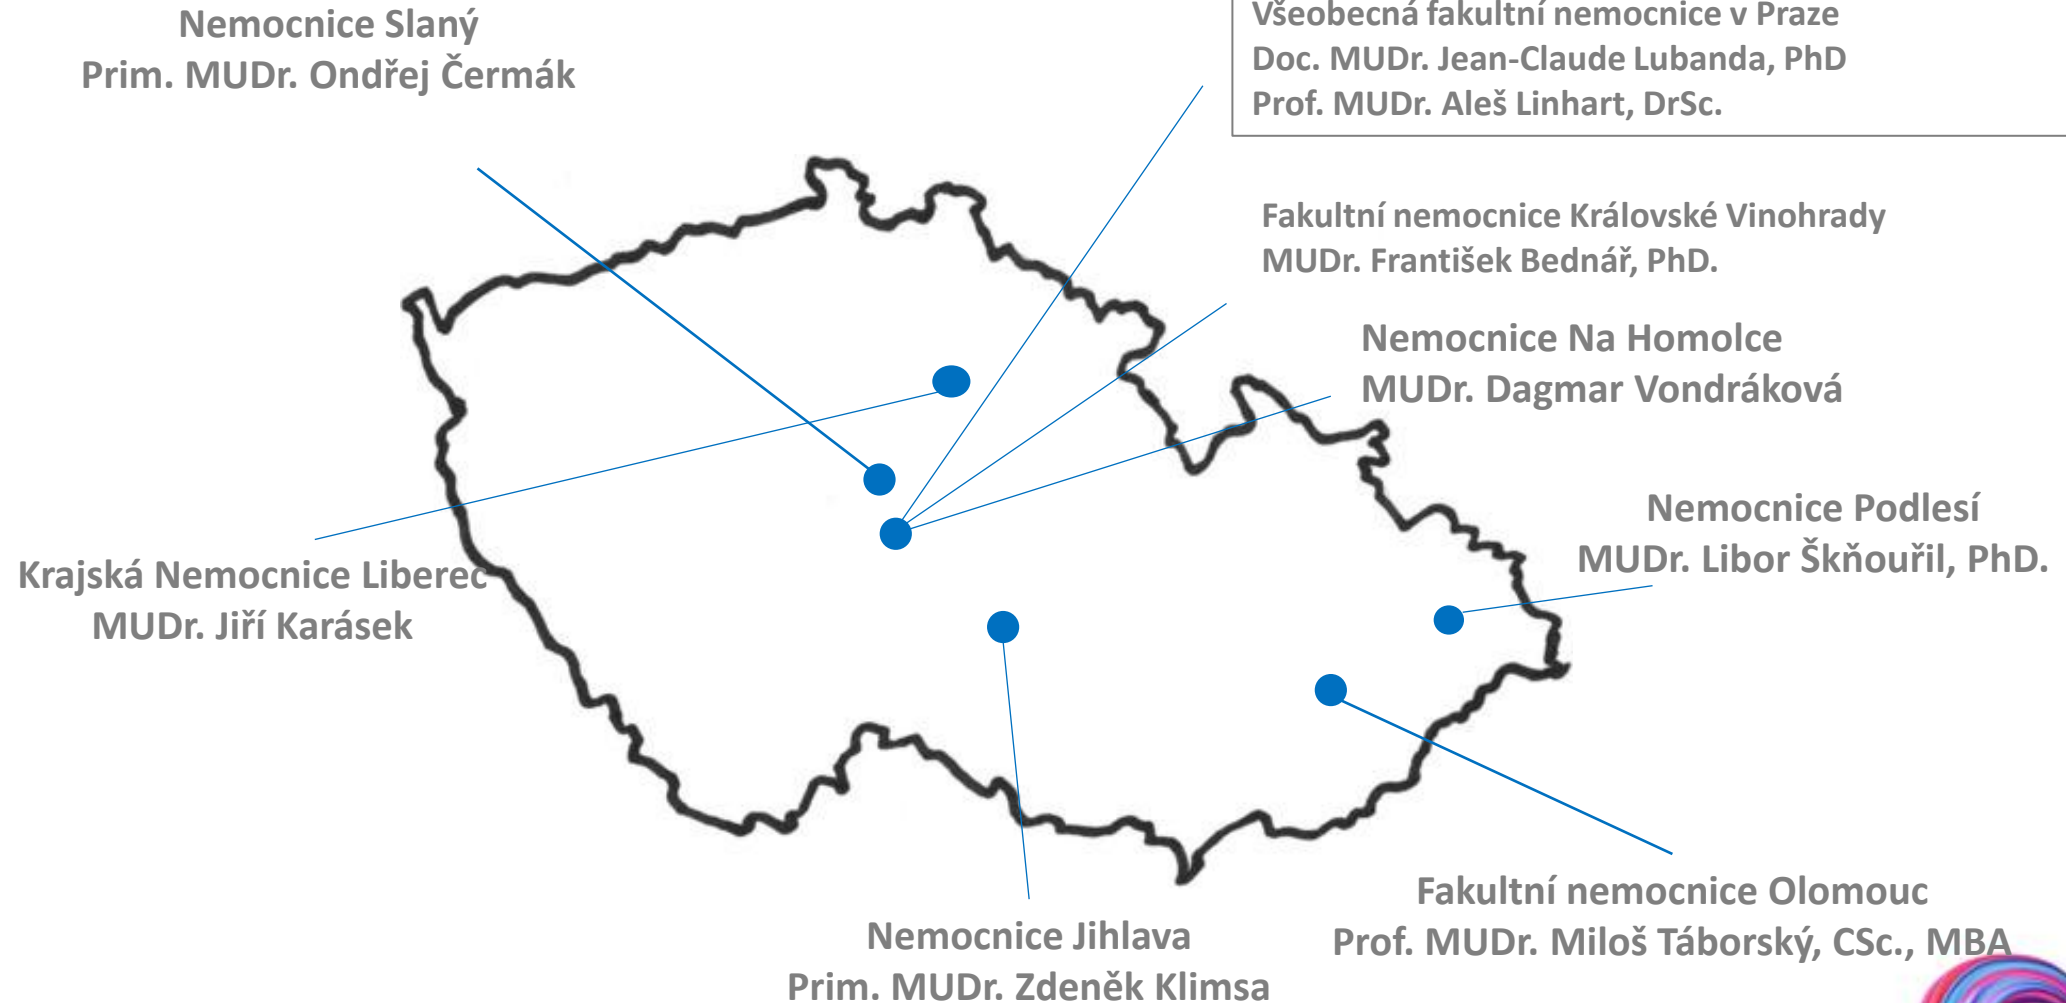 Nemocnice Slaný
Prim. MUDr. Ondřej Čermák
Všeobecná fakultní nemocnice v Praze
Doc. MUDr. Jean-Claude Lubanda, PhD
Prof. MUDr. Aleš Linhart, DrSc.
Fakultní nemocnice Královské Vinohrady
MUDr. František Bednář, PhD.
Nemocnice Na Homolce
MUDr. Dagmar Vondráková
Nemocnice Podlesí
MUDr. Libor Škňouřil, PhD.
Krajská Nemocnice Liberec
MUDr. Jiří Karásek
Fakultní nemocnice Olomouc
Prof. MUDr. Miloš Táborský, CSc., MBA
Nemocnice Jihlava
Prim. MUDr. Zdeněk Klimsa